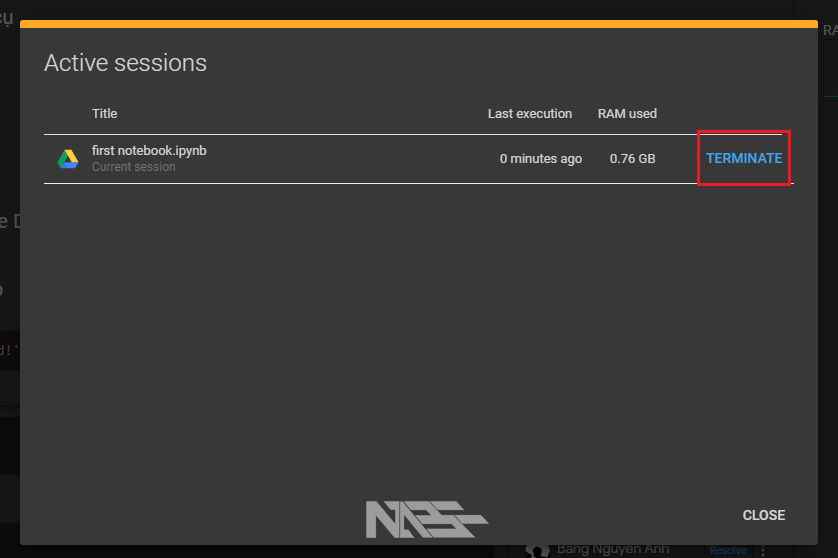 Active sessions
Title Last execution RAM used
first notebook.ipynb
Current session
0 minutes ago 0.76 GB TERMINATE
CLOSE
Bang Nguyen Anh Resolve